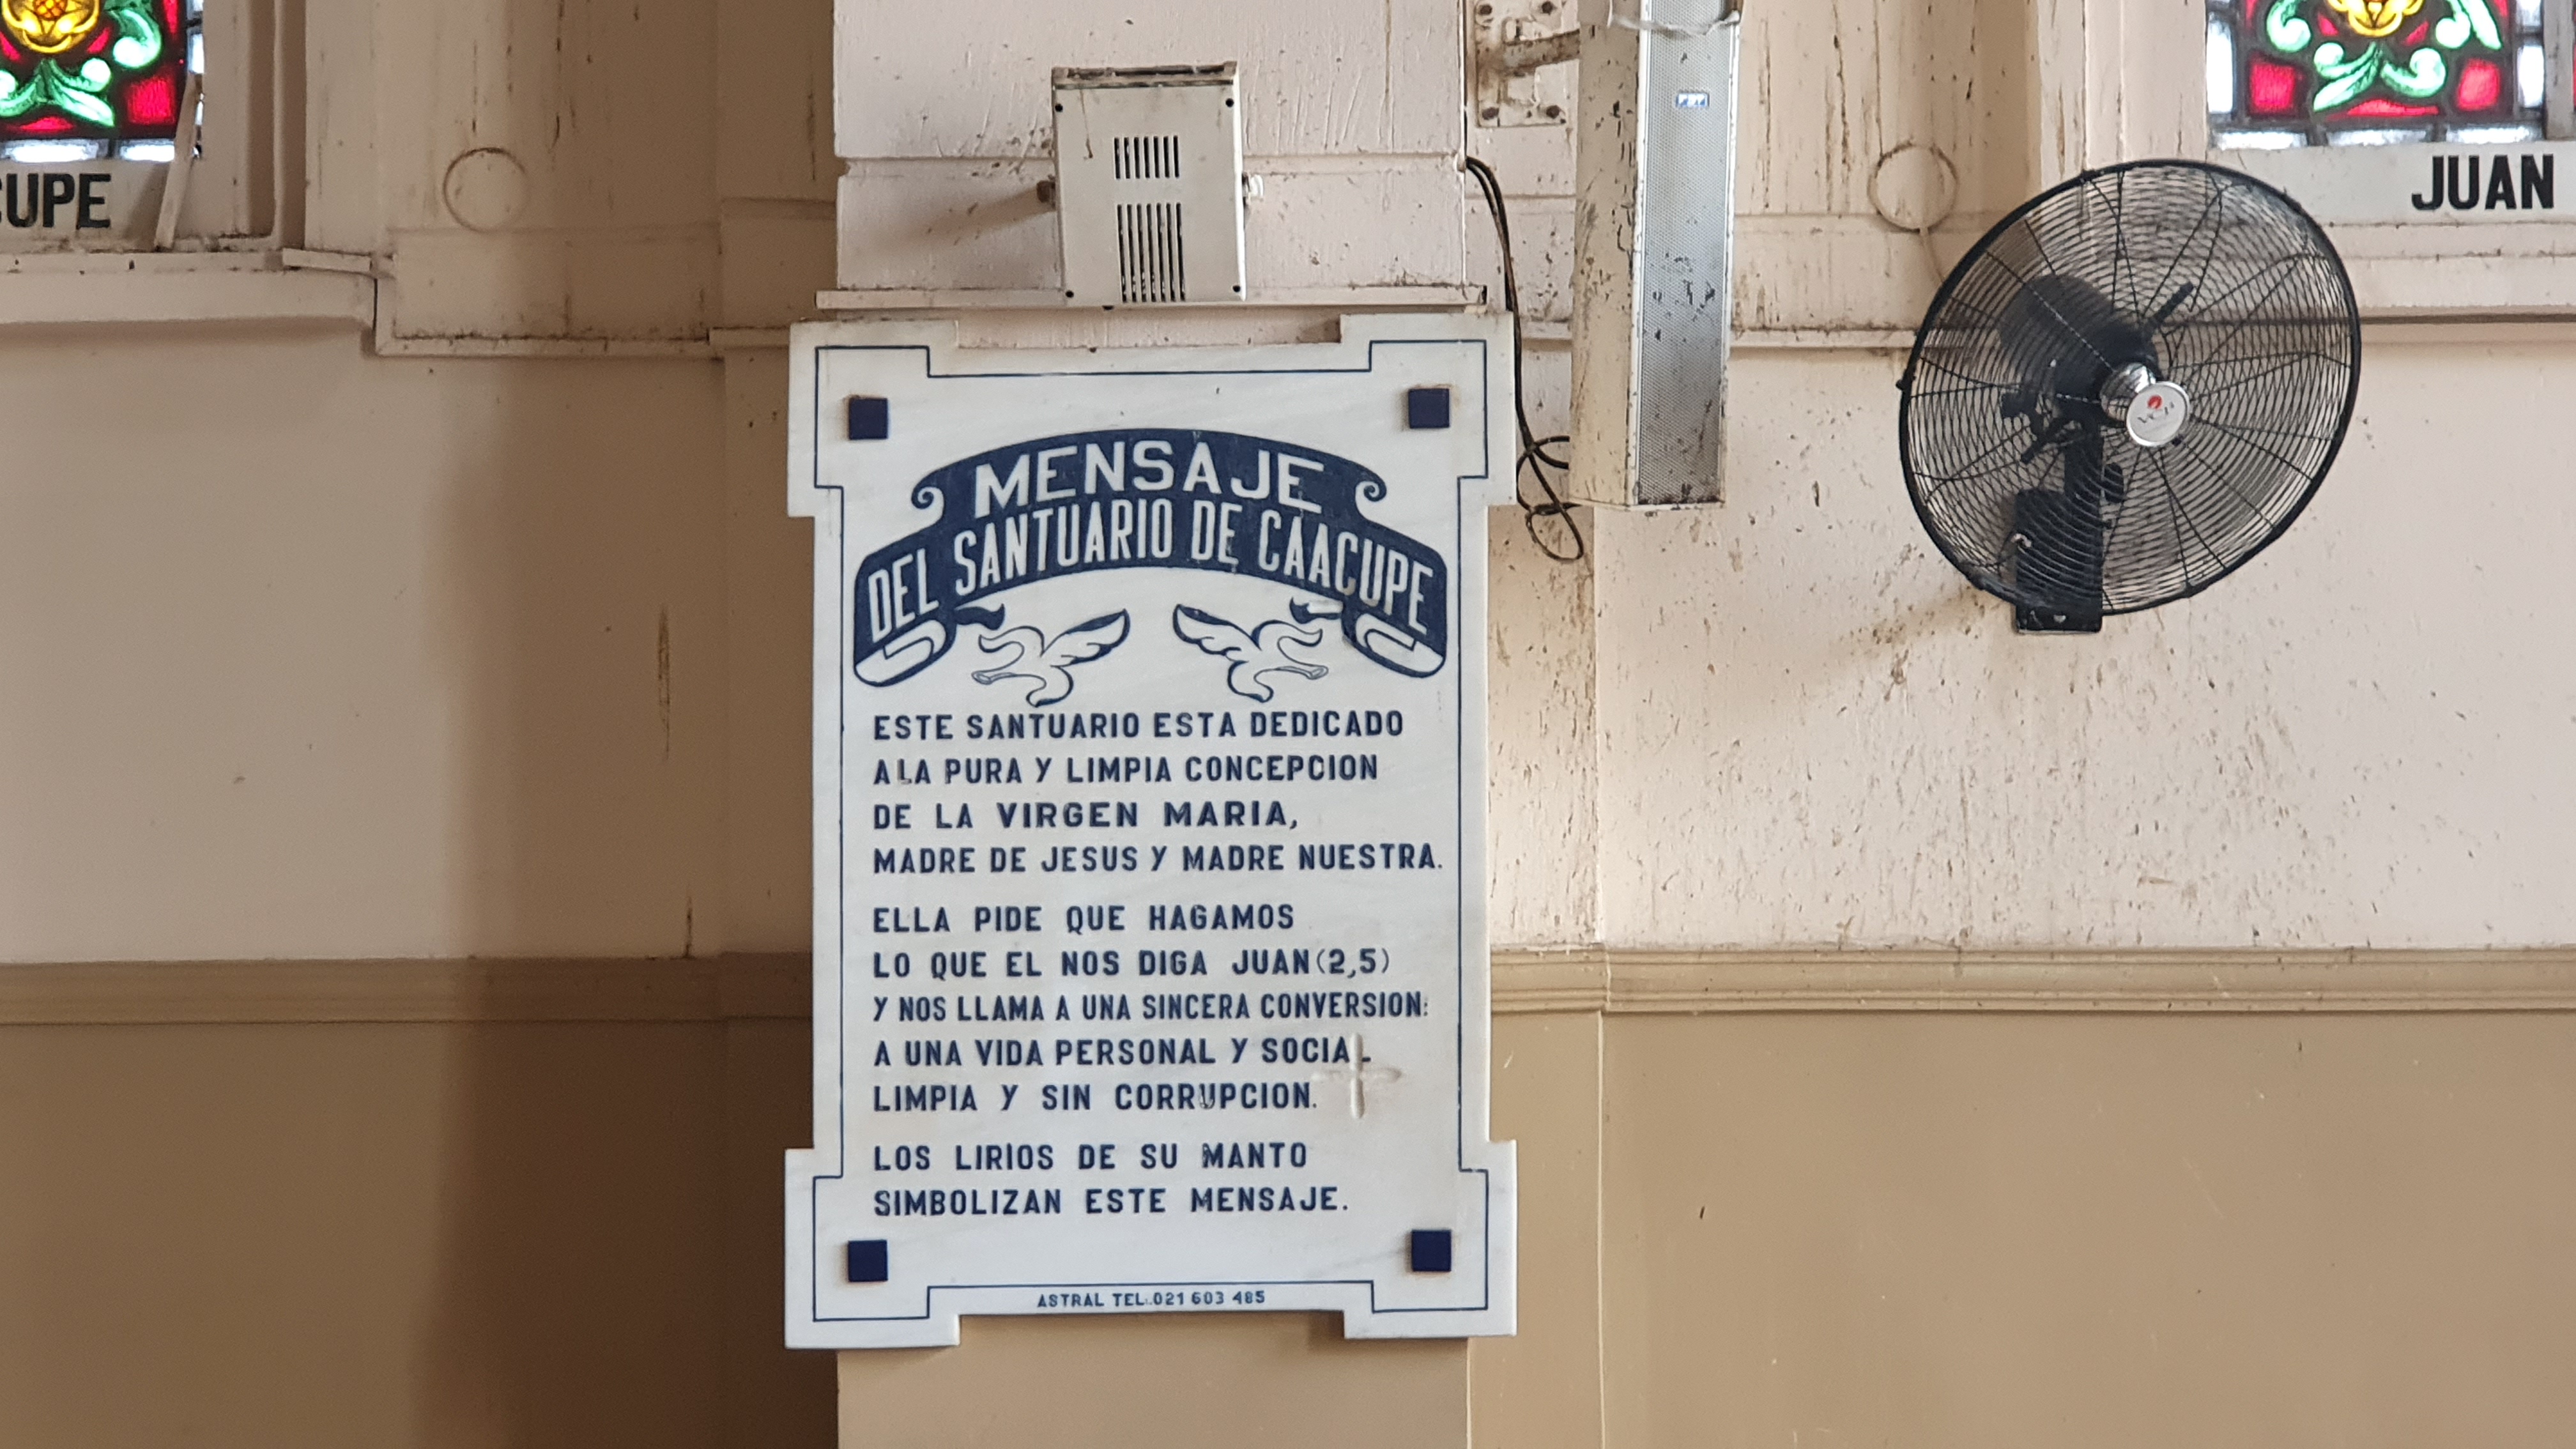 CUPE
JUAN
MENSAJE
DEL SANTUARIO DE CAACUPE
ESTE SANTUARIO ESTA DEDICADO
A LA PURA Y LIMPIA CONCEPCION
DE LA VIRGEN MARIA,
MADRE DE JESUS Y MADRE NUESTRA.
ELLA PIDE QUE HAGAMOS
LO QUE EL NOS DIGA JUAN (2,5)
Y NOS LLAMA A UNA SINCERA CONVERSION:
A UNA VIDA PERSONAL Y SOCIAL
LIMPIA Y SIN CORRUPCION.
LOS LIRIOS DE SU MANTO
SIMBOLIZAN ESTE MENSAJE.
ASTRAL TEL:.021 603 485